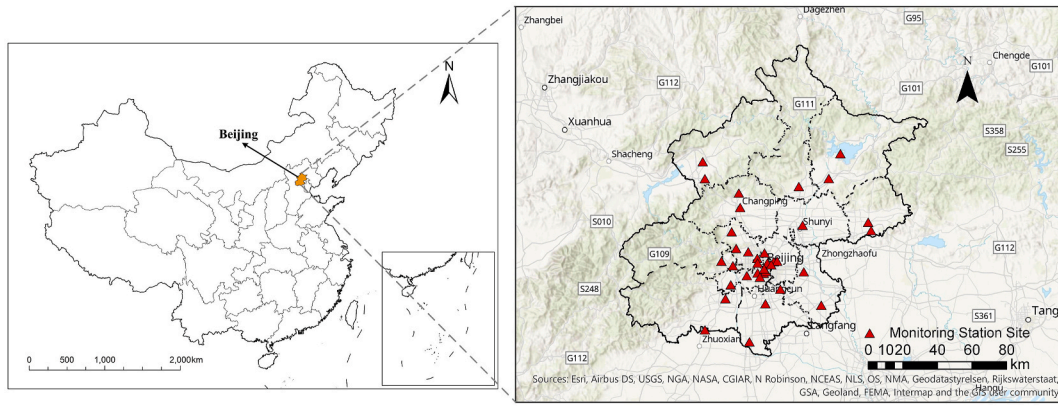 N
Beijing
0
500
1,000
2,000km
Dagezhen
G95
Zhangbei
Chengde
G101
Zhangjiakou
G112
N
G101
G111
Xuanhua
S358
Shacheng
S255
Changping
S010
Shunyi
G109
Zhongzhaofu
G112
Beijing
S248
Huangcun
S361
Tang
Langfang
Monitoring Station Site
Zhuoxian
G112
0 1020 40 60 80
km
Sources: Esri, Airbus DS, USGS, NGA, NASA, CGIAR, N Robinson, NCEAS, NLS, OS, NMA, Geodatastyrelsen, Rijkswaterstaat,
Hangu
GSA, Geoland, FEMA, Intermap and the GIS user community